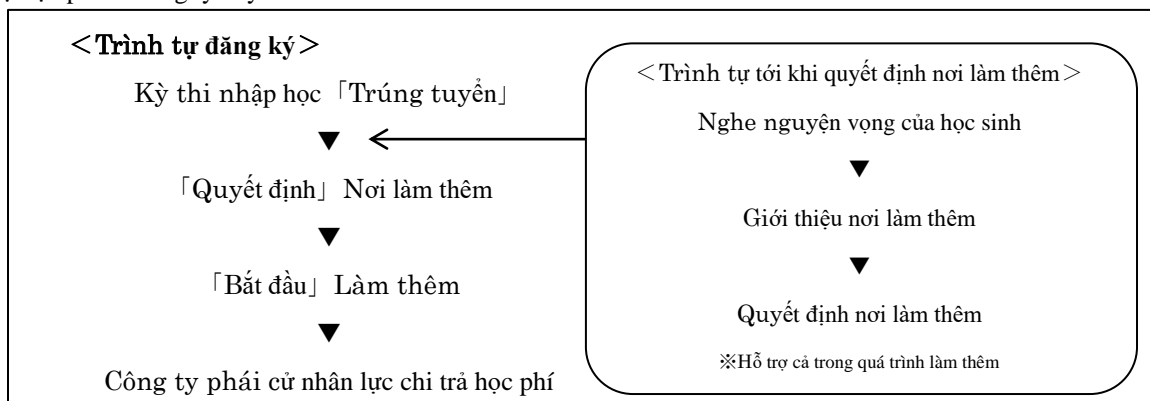 <Trình tự đăng ký>
Kỳ thi nhập học「Trúng tuyển」
▼
「Quyết định」Nơi làm thêm
▼
「Bắt đầu」Làm thêm
▼
Công ty phái cử nhân lực chi trả học phí
<Trình tự tới khi quyết định nơi làm thêm>
Nghe nguyện vọng của học sinh
▼
Giới thiệu nơi làm thêm
▼
Quyết định nơi làm thêm
※Hỗ trợ cả trong quá trình làm thêm